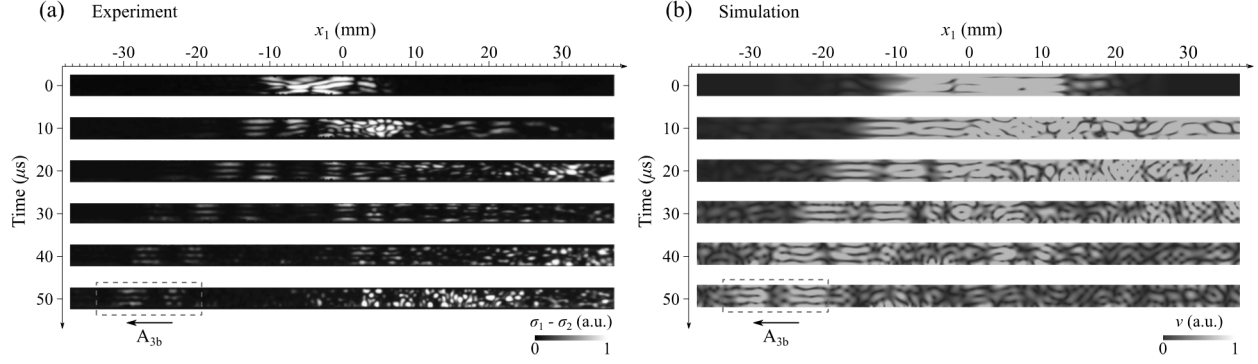 (a) Experiment
x₁ (mm)
-30 -20 -10 0 10 20 30
Time (μs)
0
10
20
30
40
50
A₃b
σ₁ - σ₂ (a.u.)
0 1
(b) Simulation
x₁ (mm)
-30 -20 -10 0 10 20 30
Time (μs)
0
10
20
30
40
50
A₃b
v (a.u.)
0 1